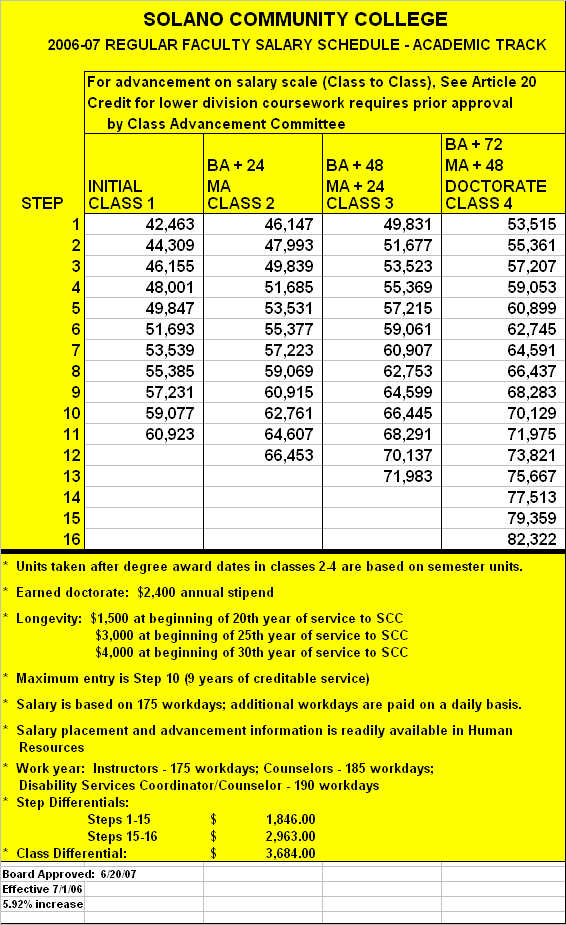 SOLANO COMMUNITY COLLEGE
2006-07 REGULAR FACULTY SALARY SCHEDULE - ACADEMIC TRACK
For advancement on salary scale (Class to Class), See Article 20
Credit for lower division coursework requires prior approval
by Class Advancement Committee
BA + 72
BA + 24 BA + 48 MA + 48
INITIAL MA MA + 24 DOCTORATE
STEP CLASS 1 CLASS 2 CLASS 3 CLASS 4
1 42,463 46,147 49,831 53,515
2 44,309 47,993 51,677 55,361
3 46,155 49,839 53,523 57,207
4 48,001 51,685 55,369 59,053
5 49,847 53,531 57,215 60,899
6 51,693 55,377 59,061 62,745
7 53,539 57,223 60,907 64,591
8 55,385 59,069 62,753 66,437
9 57,231 60,915 64,599 68,283
10 59,077 62,761 66,445 70,129
11 60,923 64,607 68,291 71,975
12 66,453 70,137 73,821
13 71,983 75,667
14 77,513
15 79,359
16 82,322
* Units taken after degree award dates in classes 2-4 are based on semester units.
* Earned doctorate: $2,400 annual stipend
* Longevity: $1,500 at beginning of 20th year of service to SCC
$3,000 at beginning of 25th year of service to SCC
$4,000 at beginning of 30th year of service to SCC
* Maximum entry is Step 10 (9 years of creditable service)
* Salary is based on 175 workdays; additional workdays are paid on a daily basis.
* Salary placement and advancement information is readily available in Human
Resources
* Work year: Instructors - 175 workdays; Counselors - 185 workdays;
Disability Services Coordinator/Counselor - 190 workdays
* Step Differentials:
Steps 1-15 $ 1,846.00
Steps 15-16 $ 2,963.00
* Class Differential: $ 3,684.00
Board Approved: 6/20/07
Effective 7/1/06
5.92% increase